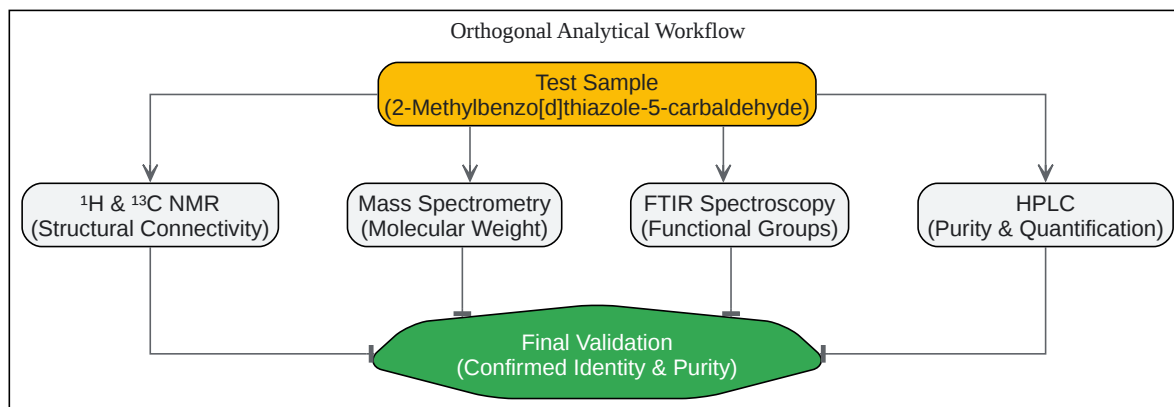 Orthogonal Analytical Workflow
Test Sample
(2-Methylbenzo[d]thiazole-5-carbaldehyde)
¹H & ¹³C NMR
(Structural Connectivity)
Mass Spectrometry
(Molecular Weight)
FTIR Spectroscopy
(Functional Groups)
HPLC
(Purity & Quantification)
Final Validation
(Confirmed Identity & Purity)